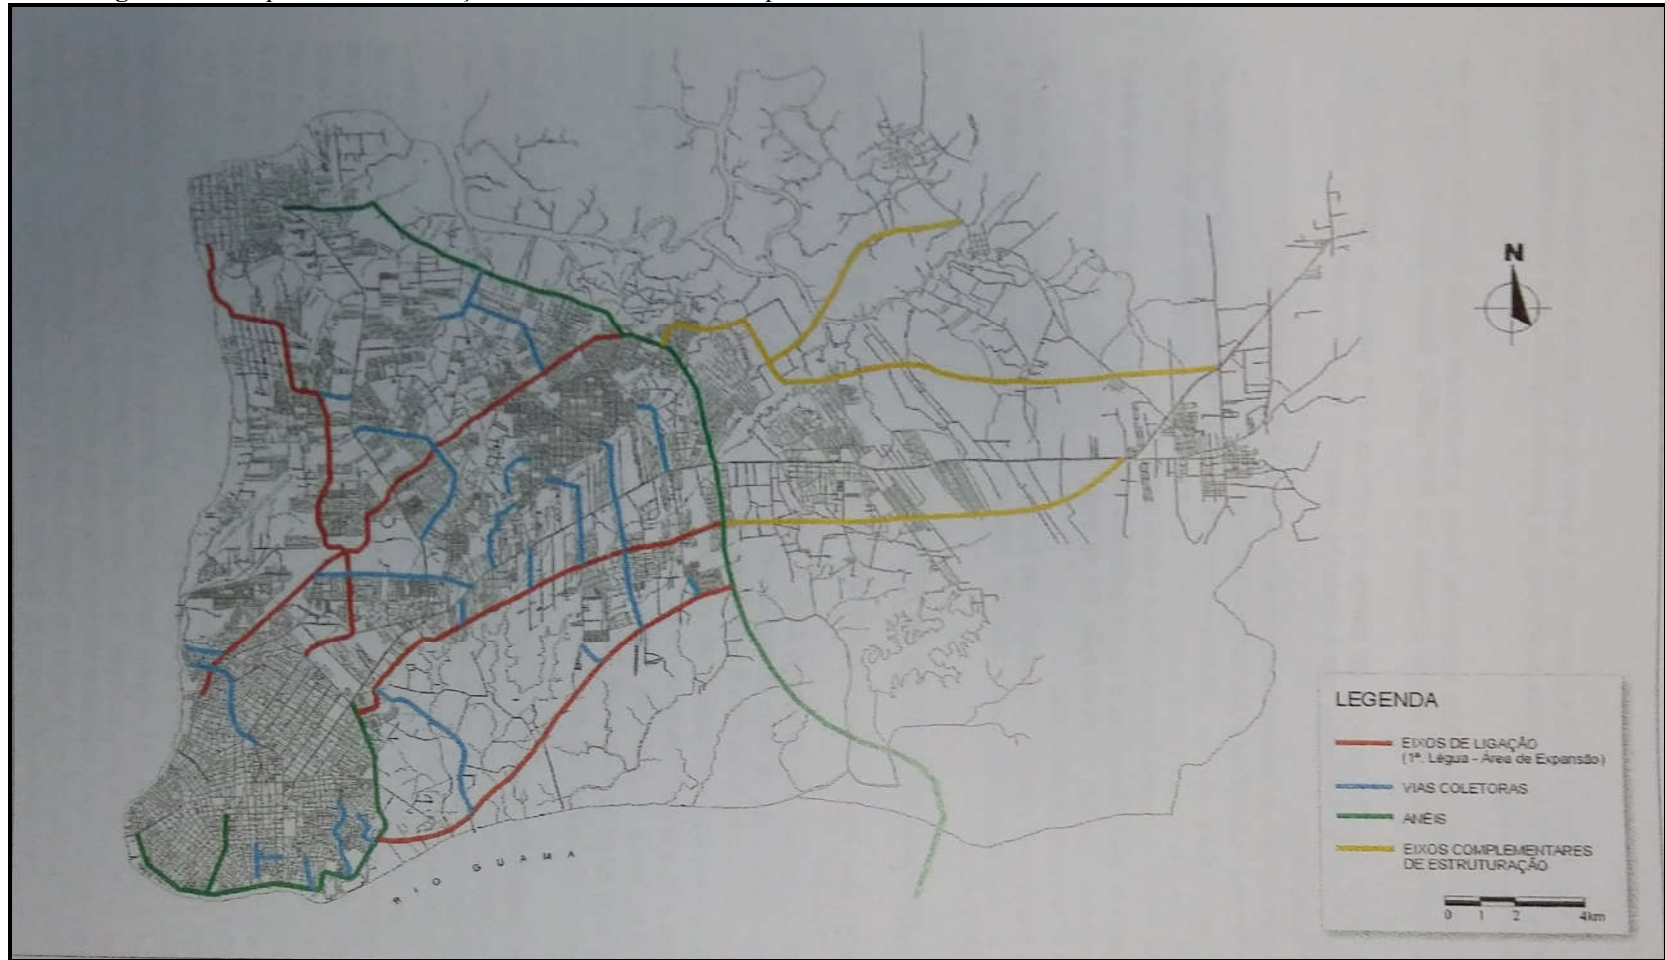 N
RIO GUAMA
LEGENDA
EIXOS DE LIGAÇÃO
(1ª. Légua - Área de Expansão)
VIAS COLETORAS
ANÉIS
EIXOS COMPLEMENTARES
DE ESTRUTURAÇÃO
0 1 2 4km